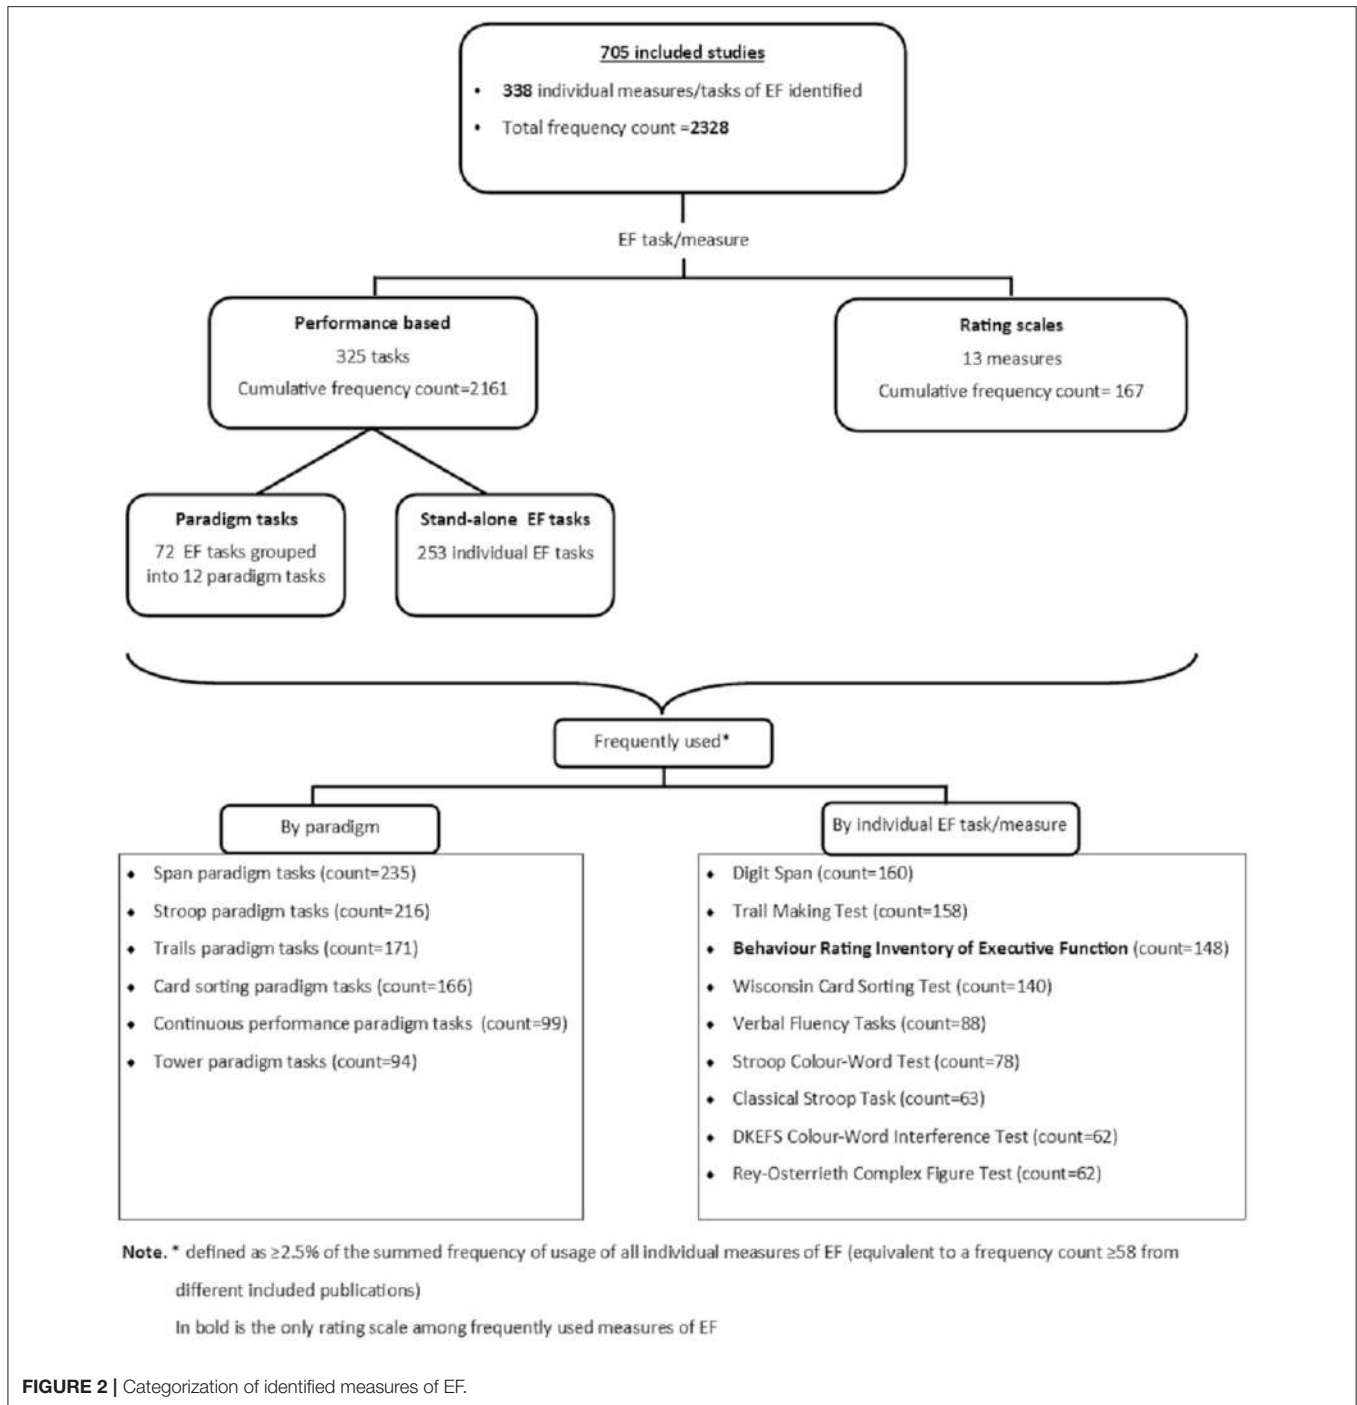 705 included studies
• 338 individual measures/tasks of EF identified
• Total frequency count =2328
EF task/measure
Performance based
325 tasks
Cumulative frequency count=2161
Rating scales
13 measures
Cumulative frequency count= 167
Paradigm tasks
72 EF tasks grouped
into 12 paradigm tasks
Stand-alone EF tasks
253 individual EF tasks
Frequently used*
By paradigm
• Span paradigm tasks (count=235)
• Stroop paradigm tasks (count=216)
• Trails paradigm tasks (count=171)
• Card sorting paradigm tasks (count=166)
• Continuous performance paradigm tasks (count=99)
• Tower paradigm tasks (count=94)
By individual EF task/measure
• Digit Span (count=160)
• Trail Making Test (count=158)
• Behaviour Rating Inventory of Executive Function (count=148)
• Wisconsin Card Sorting Test (count=140)
• Verbal Fluency Tasks (count=88)
• Stroop Colour-Word Test (count=78)
• Classical Stroop Task (count=63)
• DKEFS Colour-Word Interference Test (count=62)
• Rey-Osterrieth Complex Figure Test (count=62)
Note. * defined as ≥2.5% of the summed frequency of usage of all individual measures of EF (equivalent to a frequency count ≥58 from
different included publications)
In bold is the only rating scale among frequently used measures of EF
FIGURE 2 | Categorization of identified measures of EF.